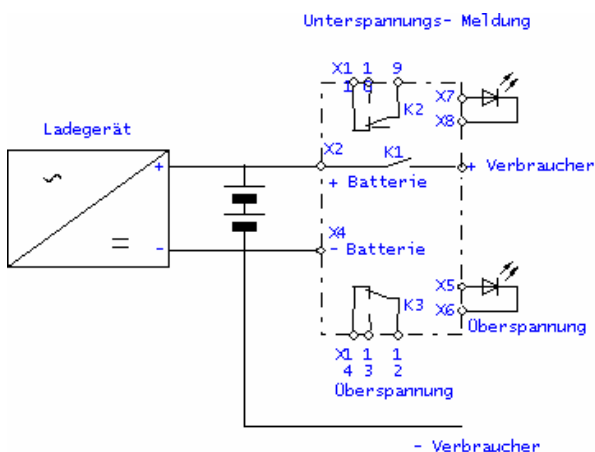 Unterspannungs- Meldung
X1 1 9
1 0
X7
K2
X8
Ladegerät
X2
K1
+
+ Verbraucher
+ Batterie
X4
-
- Batterie
X5
K3
X6
Überspannung
X1 1 1
4 3 2
Überspannung
- Verbraucher